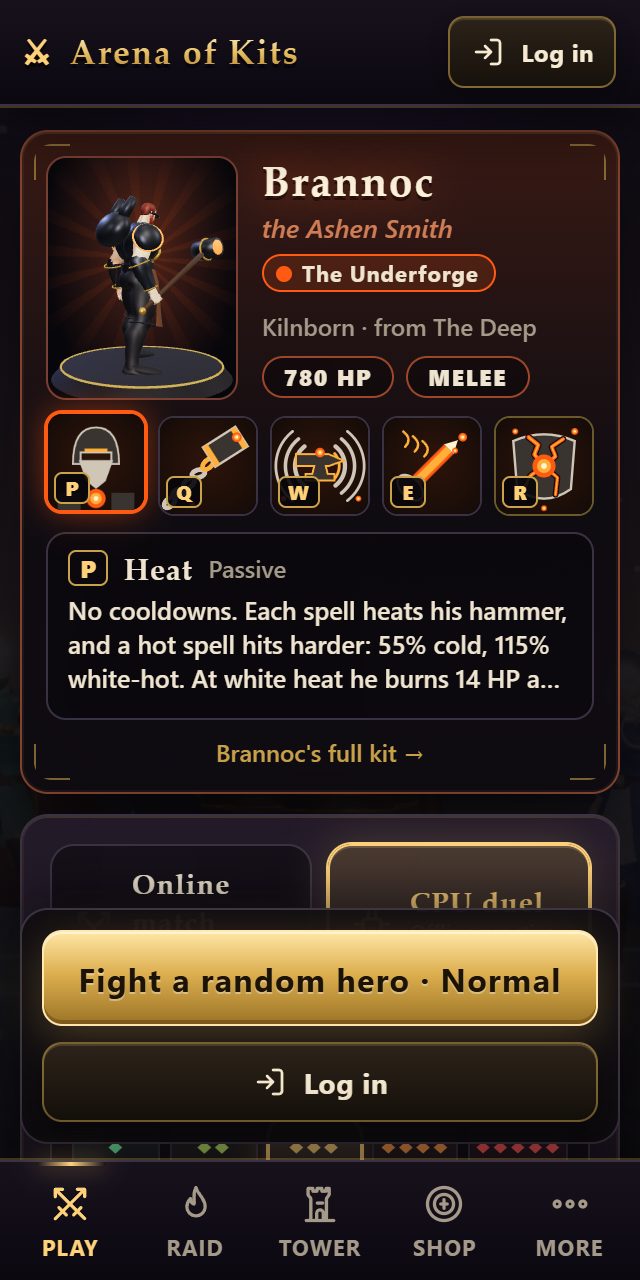 Arena of Kits
Log in
Brannoc
the Ashen Smith
The Underforge
Kilnborn · from The Deep
780 HP
MELEE
P
Q
W
E
R
P Heat Passive
No cooldowns. Each spell heats his hammer,
and a hot spell hits harder: 55% cold, 115%
white-hot. At white heat he burns 14 HP a…
Brannoc's full kit →
Online
match
CPU duel
Fight a random hero · Normal
Log in
PLAY
RAID
TOWER
SHOP
MORE